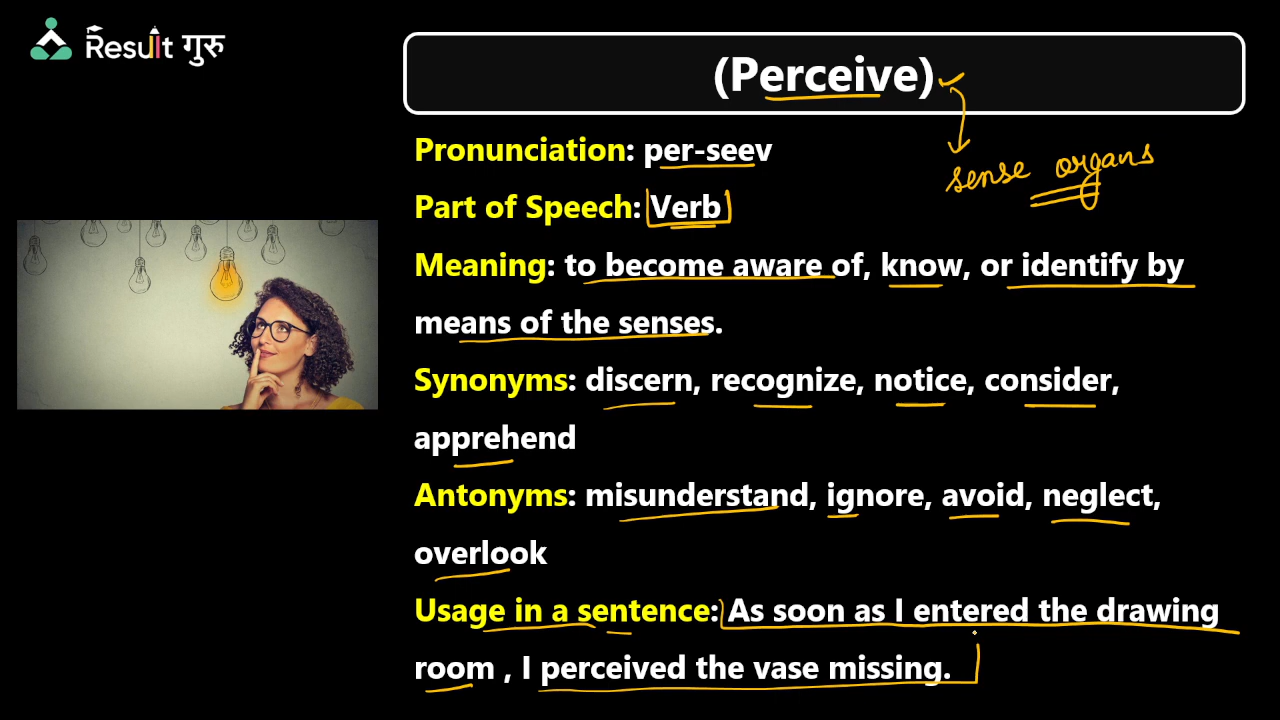 Result गुरु
(Perceive)
Pronunciation: per-seev
sense organs
Part of Speech: Verb
Meaning: to become aware of, know, or identify by
means of the senses.
Synonyms: discern, recognize, notice, consider,
apprehend
Antonyms: misunderstand, ignore, avoid, neglect,
overlook
Usage in a sentence: As soon as I entered the drawing
room , I perceived the vase missing.